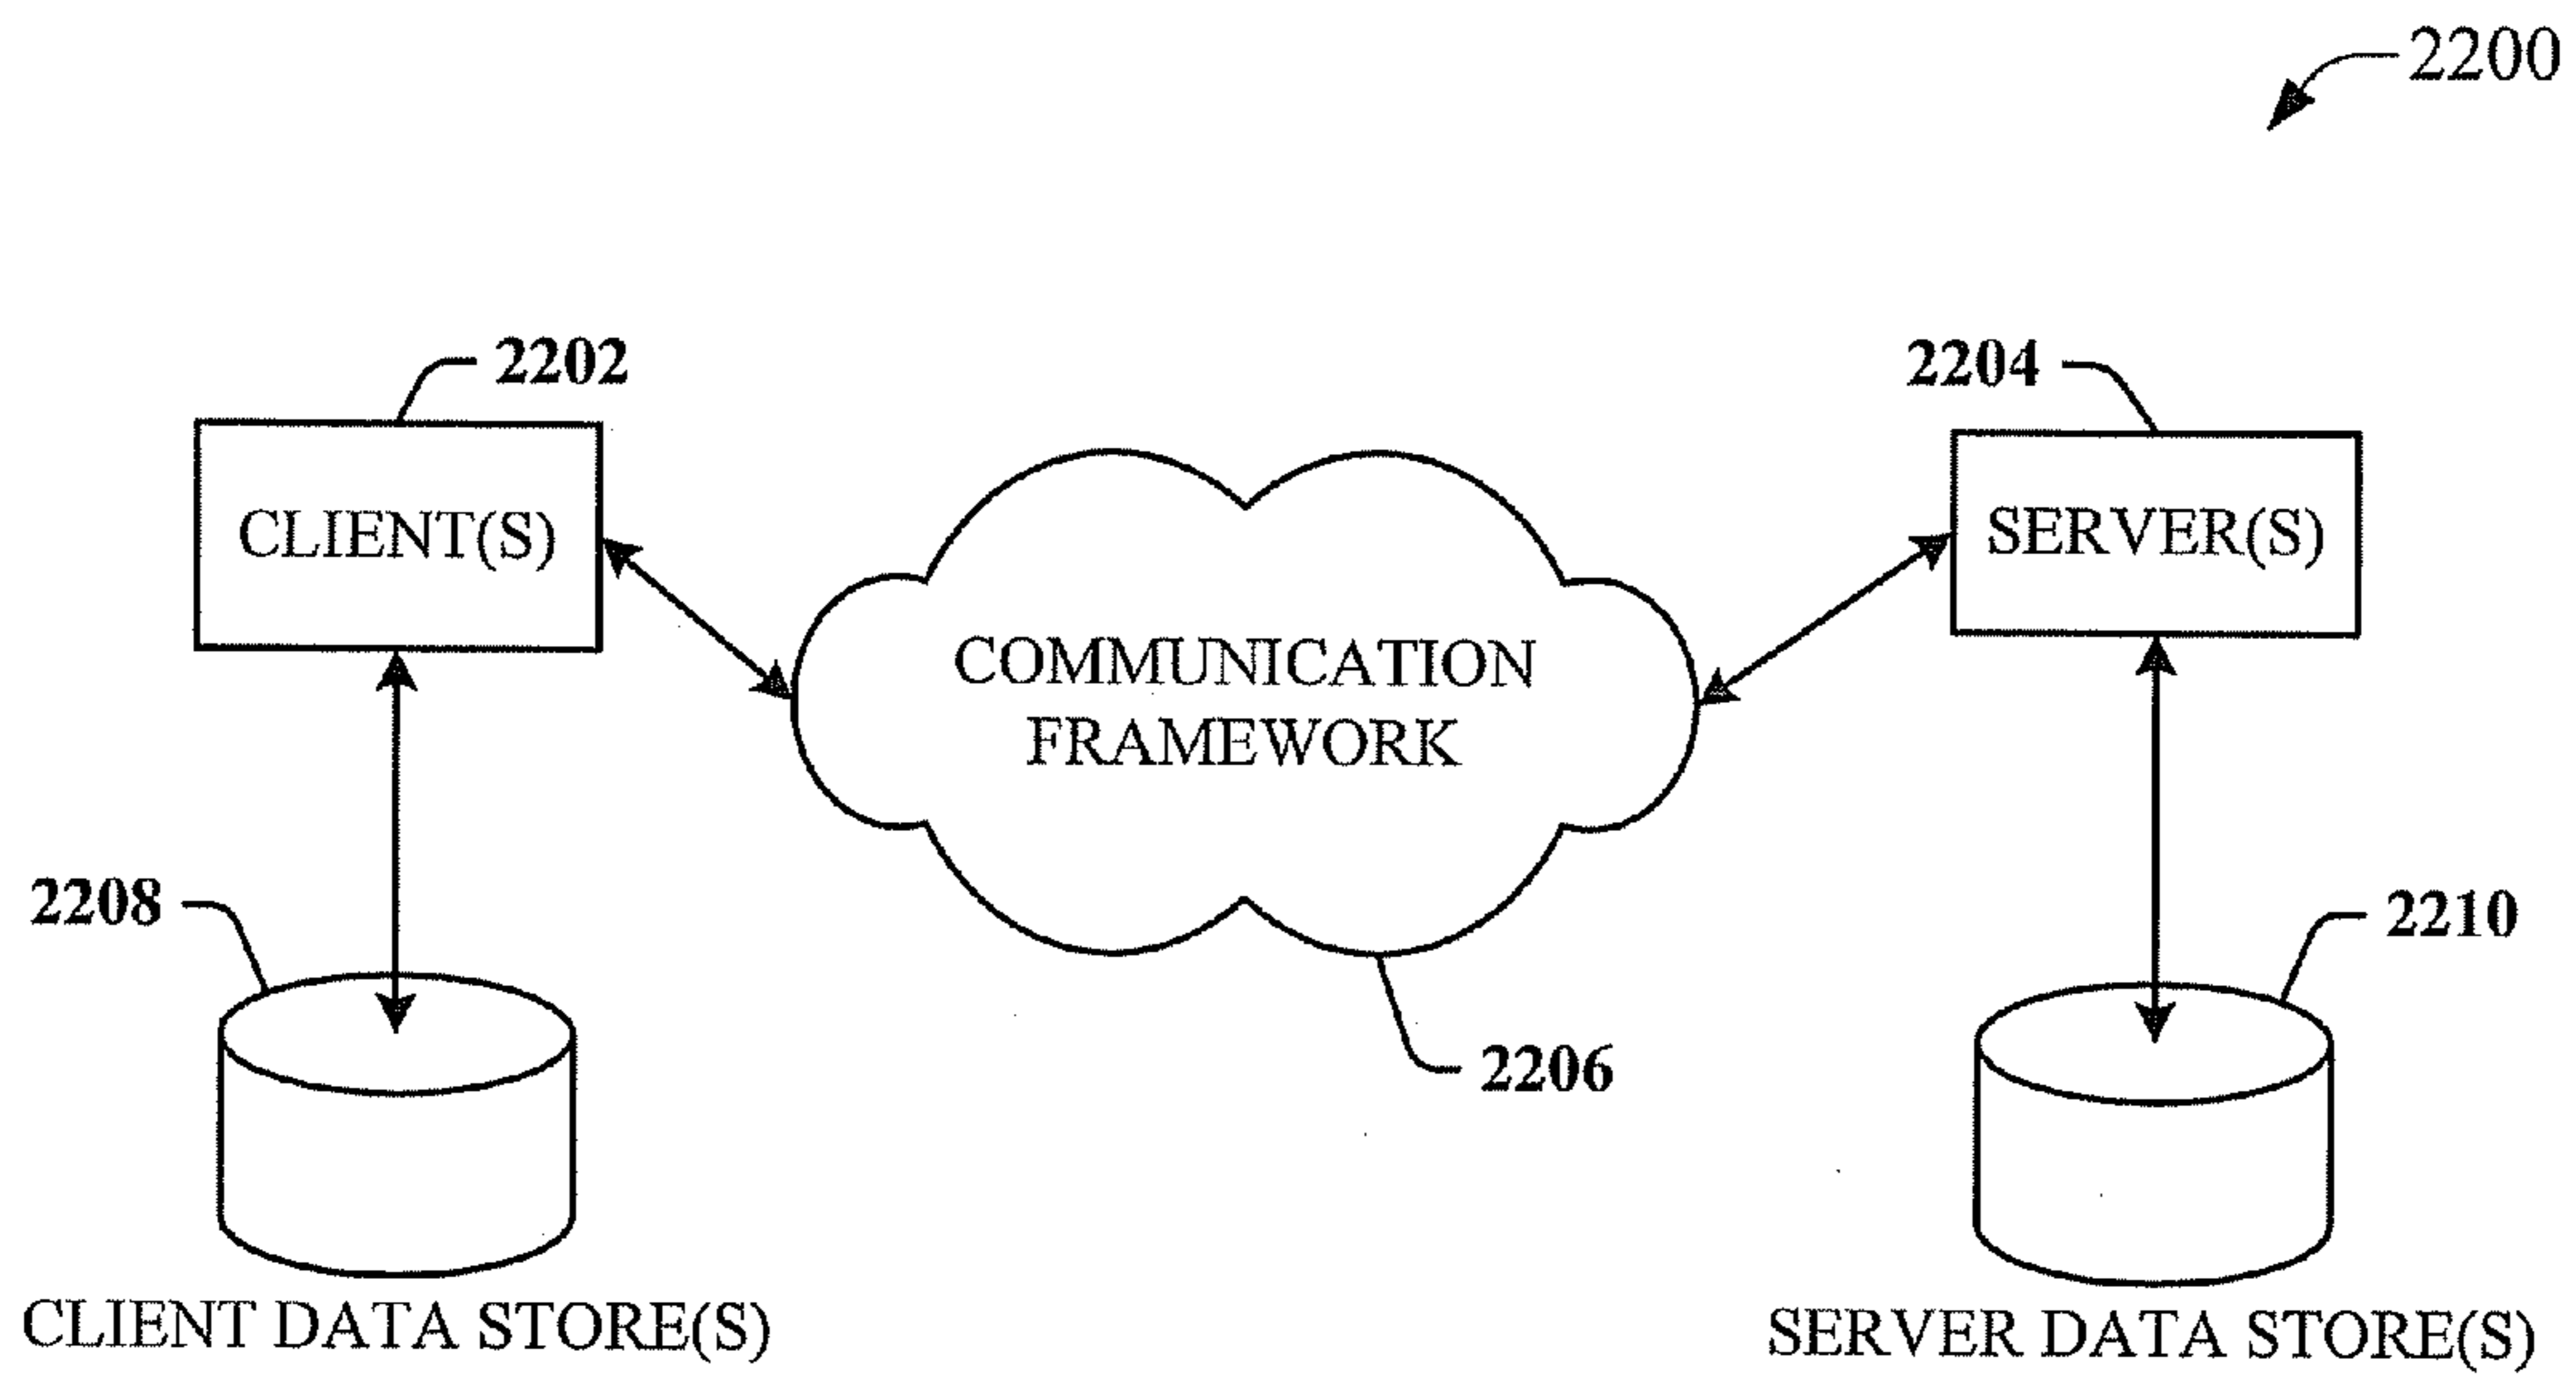 2200
2202
2204
CLIENT(S)
SERVER(S)
COMMUNICATION
FRAMEWORK
2208
2210
2206
CLIENT DATA STORE(S)
SERVER DATA STORE(S)